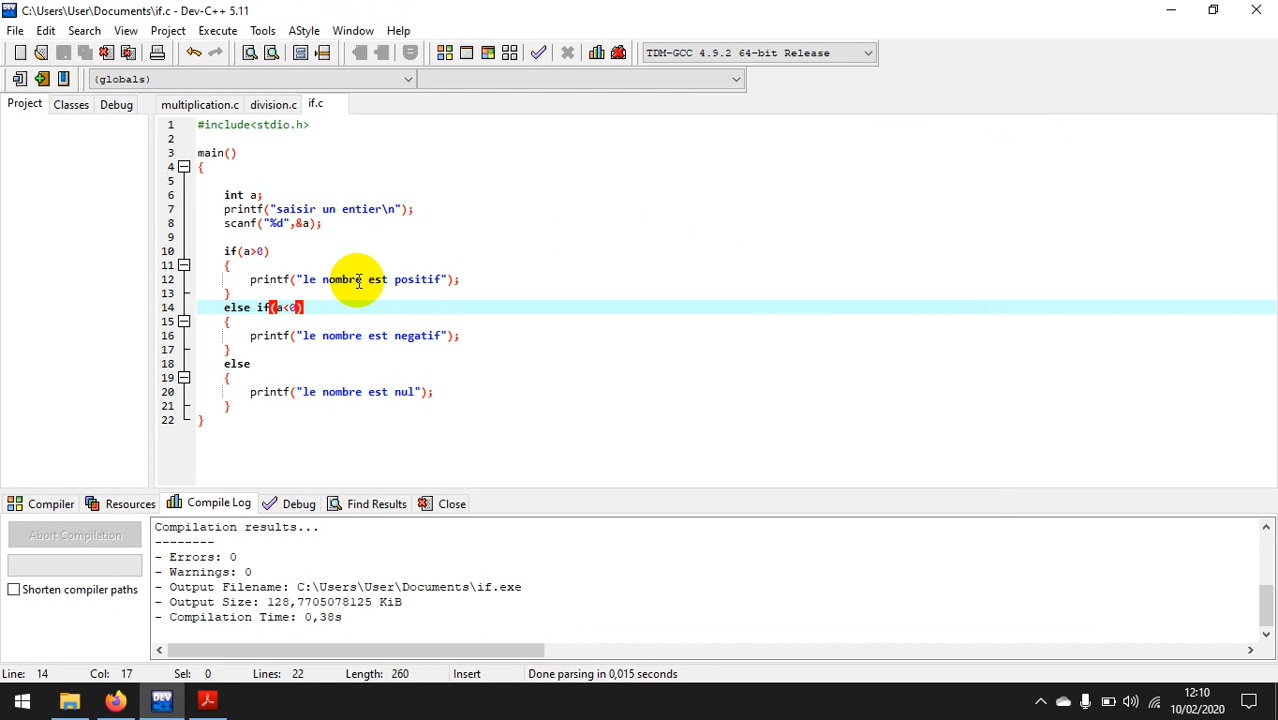 C:\Users\User\Documents\if.c - Dev-C++ 5.11
File Edit Search View Project Execute Tools AStyle Window Help
TDM-GCC 4.9.2 64-bit Release
(globals)
Project Classes Debug multiplication.c division.c if.c
1 #include<stdio.h>
2
3 main()
4 {
5
6 int a;
7 printf("saisir un entier\n");
8 scanf("%d",&a);
9
10 if(a>0)
11 {
12 printf("le nombre est positif");
13 }
14 else if(a<0)
15 {
16 printf("le nombre est negatif");
17 }
18 else
19 {
20 printf("le nombre est nul");
21 }
22 }
Compiler Resources Compile Log Debug Find Results Close
Abort Compilation
Shorten compiler paths
Compilation results...
--------
- Errors: 0
- Warnings: 0
- Output Filename: C:\Users\User\Documents\if.exe
- Output Size: 128,7705078125 KiB
- Compilation Time: 0,38s
Line: 14 Col: 17 Sel: 0 Lines: 22 Length: 260 Insert Done parsing in 0,015 seconds
DEV
12:10
10/02/2020